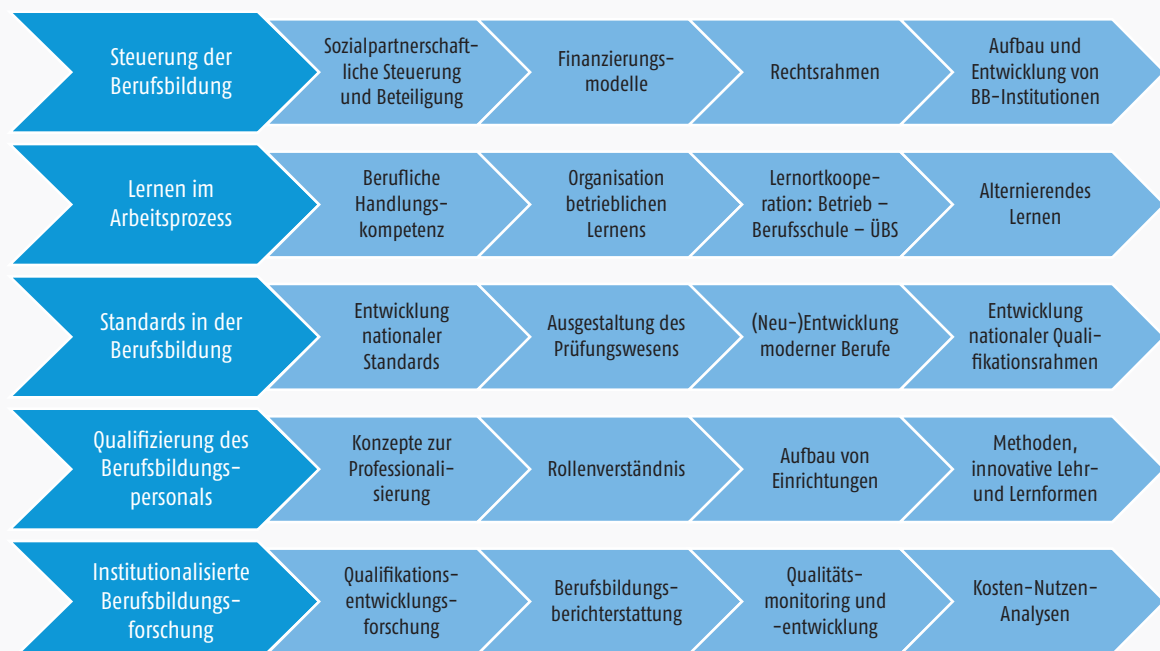 Steuerung der
Berufsbildung
Sozialpartnerschaft-
liche Steuerung
und Beteiligung
Finanzierungs-
modelle
Rechtsrahmen
Aufbau und
Entwicklung von
BB-Institutionen
Lernen im
Arbeitsprozess
Berufliche
Handlungs-
kompetenz
Organisation
betrieblichen
Lernens
Lernortkoope-
ration: Betrieb –
Berufsschule – ÜBS
Alternierendes
Lernen
Standards in der
Berufsbildung
Entwicklung
nationaler
Standards
Ausgestaltung des
Prüfungswesens
(Neu-)Entwicklung
moderner Berufe
Entwicklung
nationaler Quali-
fikationsrahmen
Qualifizierung des
Berufsbildungs-
personals
Konzepte zur
Professionali-
sierung
Rollenverständnis
Aufbau von
Einrichtungen
Methoden,
innovative Lehr-
und Lernformen
Institutionalisierte
Berufsbildungs-
forschung
Qualifikations-
entwicklungs-
forschung
Berufsbildungs-
berichterstattung
Qualitäts-
monitoring und
-entwicklung
Kosten-Nutzen-
Analysen